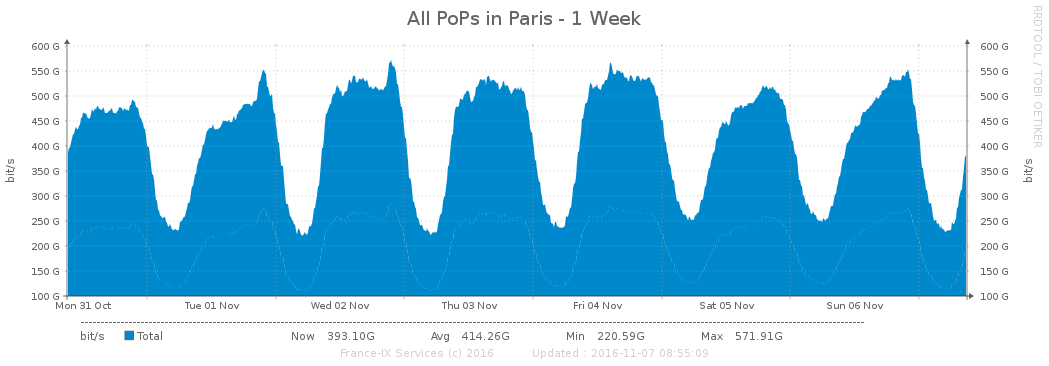 All PoPs in Paris - 1 Week
RRDTOOL / TOBI OETIKER
bit/s
600 G
550 G
500 G
450 G
400 G
350 G
300 G
250 G
200 G
150 G
100 G
600 G
550 G
500 G
450 G
400 G
350 G
300 G
250 G
200 G
150 G
100 G
bit/s
Mon 31 Oct Tue 01 Nov Wed 02 Nov Thu 03 Nov Fri 04 Nov Sat 05 Nov Sun 06 Nov
bit/s Total Now 393.10G Avg 414.26G Min 220.59G Max 571.91G
France-IX Services (c) 2016 Updated : 2016-11-07 08:55:09